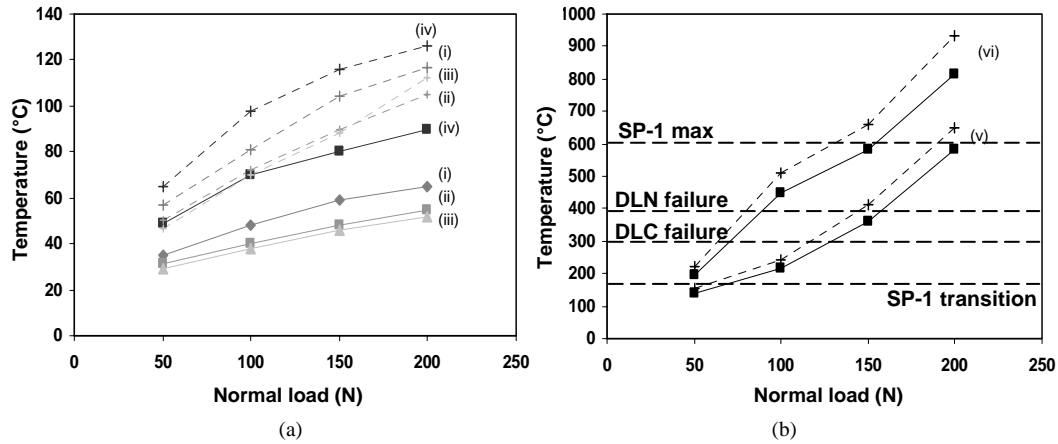 140
120
100
80
60
40
20
0
Temperature (°C)
0 50 100 150 200 250
Normal load (N)
(iv)
(i)
(iii)
(ii)
(iv)
(i)
(ii)
(iii)
(a)
1000
900
800
700
600
500
400
300
200
100
0
Temperature (°C)
(vi)
(v)
SP-1 max
DLN failure
DLC failure
SP-1 transition
0 50 100 150 200 250
Normal load (N)
(b)